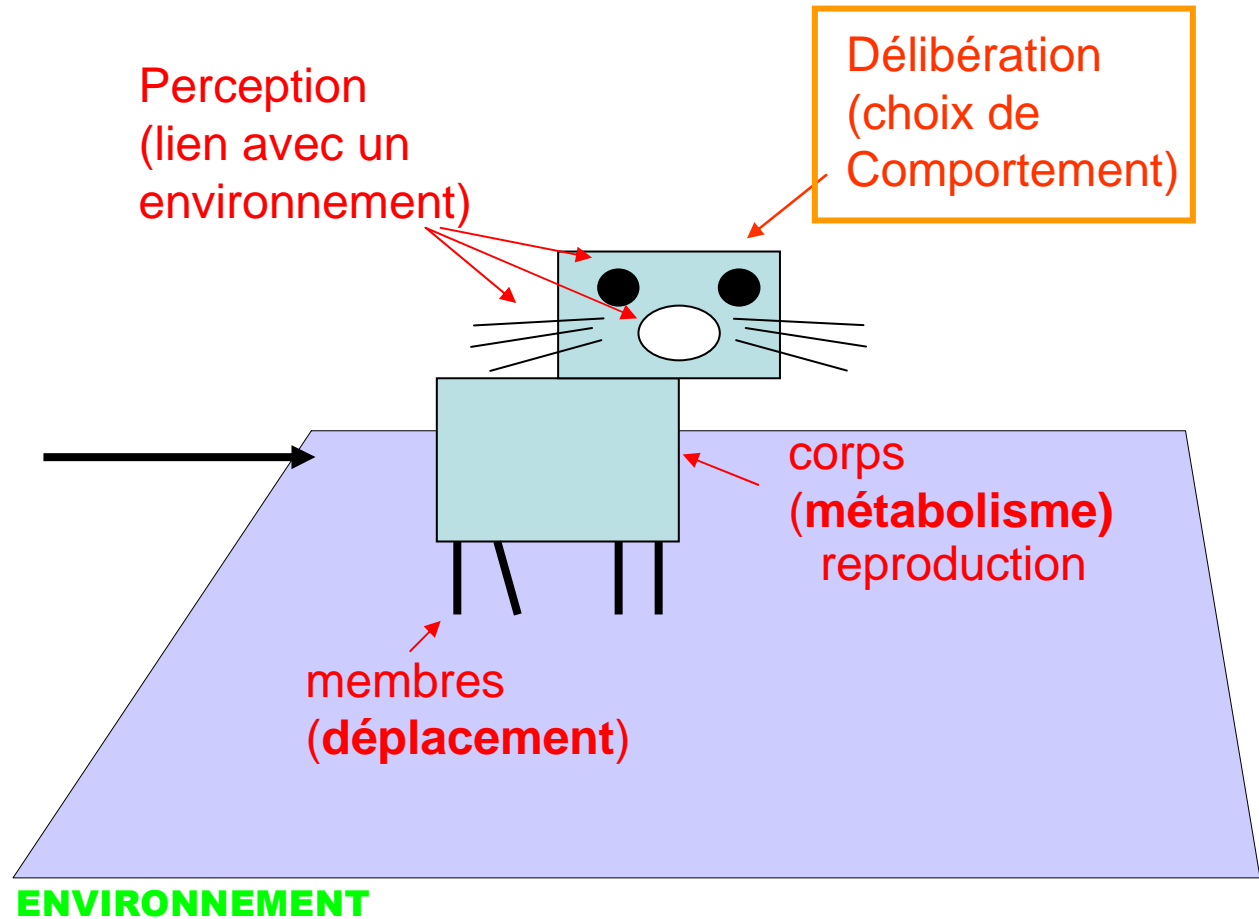 Perception
(lien avec un
environnement)
Délibération
(choix de
Comportement)
corps
(métabolisme)
reproduction
membres
(déplacement)
ENVIRONNEMENT